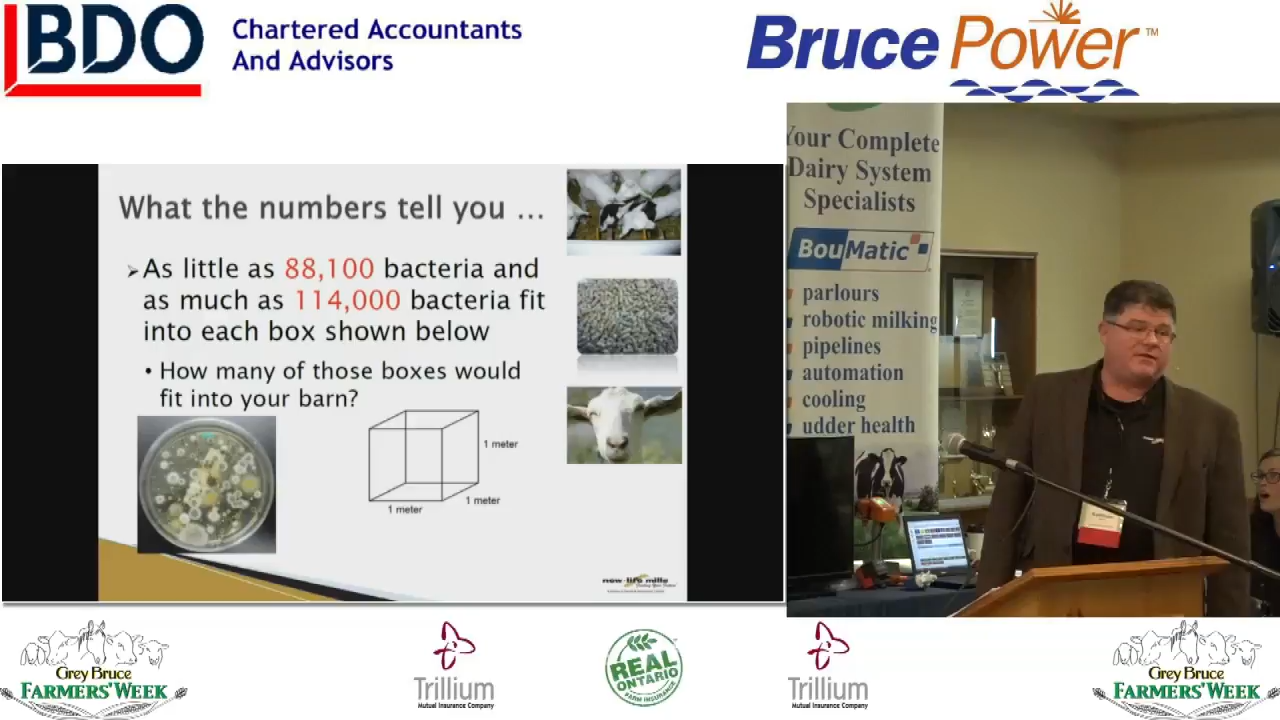 BDO
Chartered Accountants
And Advisors
Bruce Power™
What the numbers tell you ...
As little as 88,100 bacteria and
as much as 114,000 bacteria fit
into each box shown below
• How many of those boxes would
fit into your barn?
1 meter
1 meter
1 meter
new-life mills
Your Complete
Dairy System
Specialists
BouMatic
parlours
robotic milking
pipelines
automation
cooling
udder health
Grey Bruce
FARMERS' WEEK
Trillium
Mutual Insurance Company
REAL
ONTARIO
FARM INSURANCE
Trillium
Mutual Insurance Company
Grey Bruce
FARMERS' WEEK